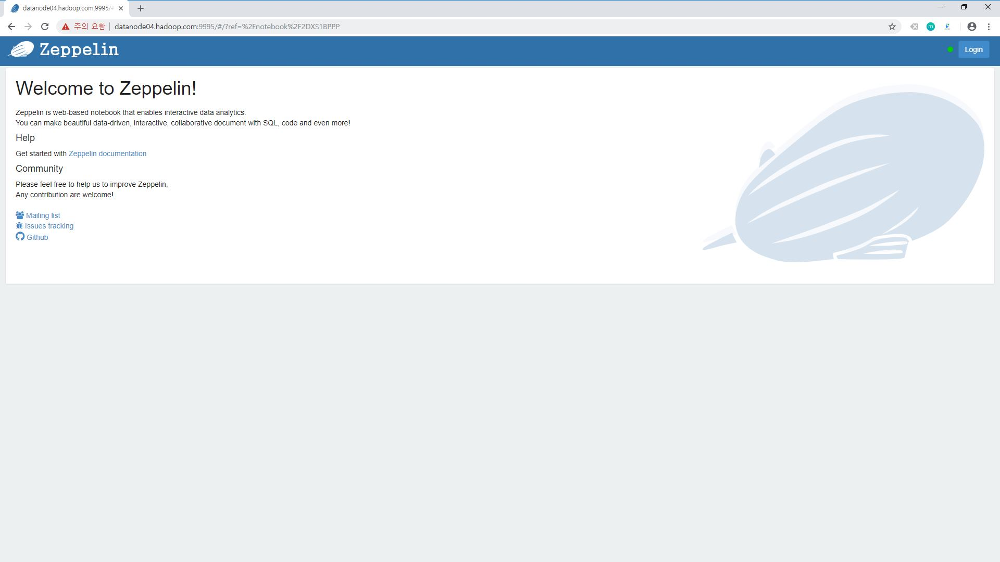 datanode04.hadoop.com:9995/
주의 요함 datanode04.hadoop.com:9995/#/?ref=%2Fnotebook%2F2DXS1BPPP
m
Zeppelin
Login
Welcome to Zeppelin!
Zeppelin is web-based notebook that enables interactive data analytics.
You can make beautiful data-driven, interactive, collaborative document with SQL, code and even more!
Help
Get started with Zeppelin documentation
Community
Please feel free to help us to improve Zeppelin,
Any contribution are welcome!
Mailing list
Issues tracking
Github